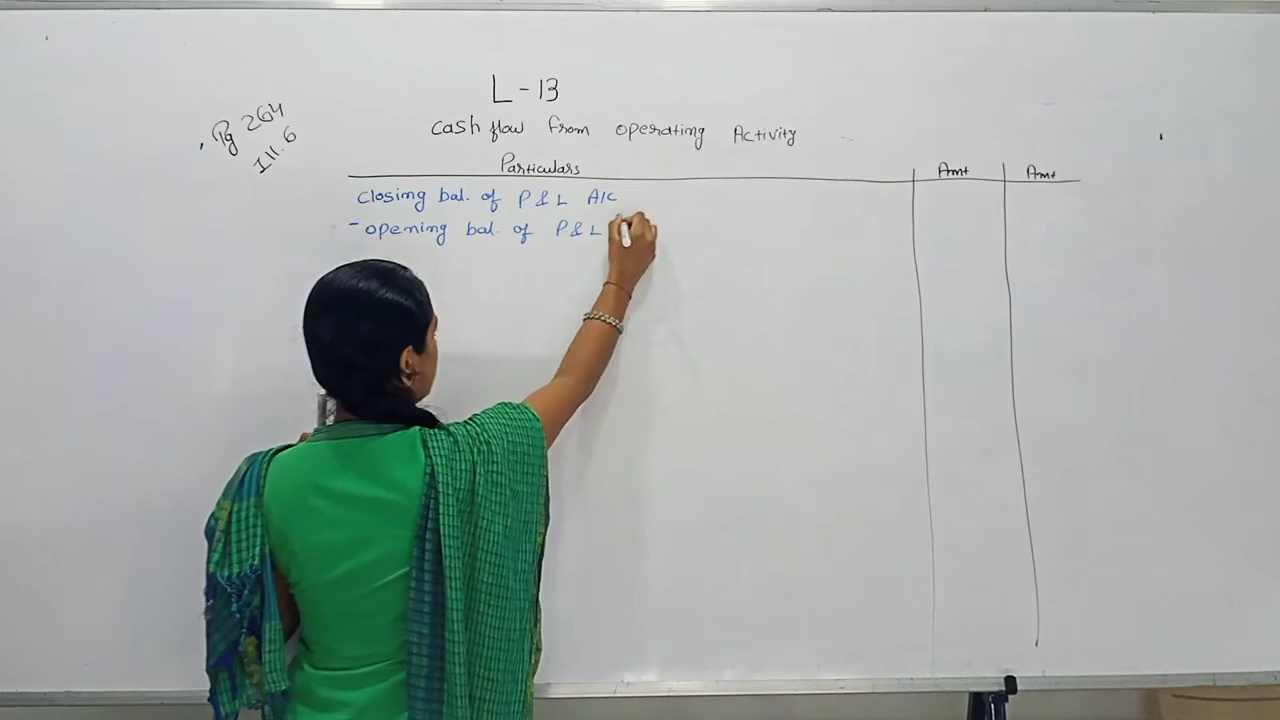 L - 13
Pg 264
Ill. 6
Cash flow from operating Activity
Particulars Amt Amt
Closing bal. of P & L A/c
- opening bal. of P & L